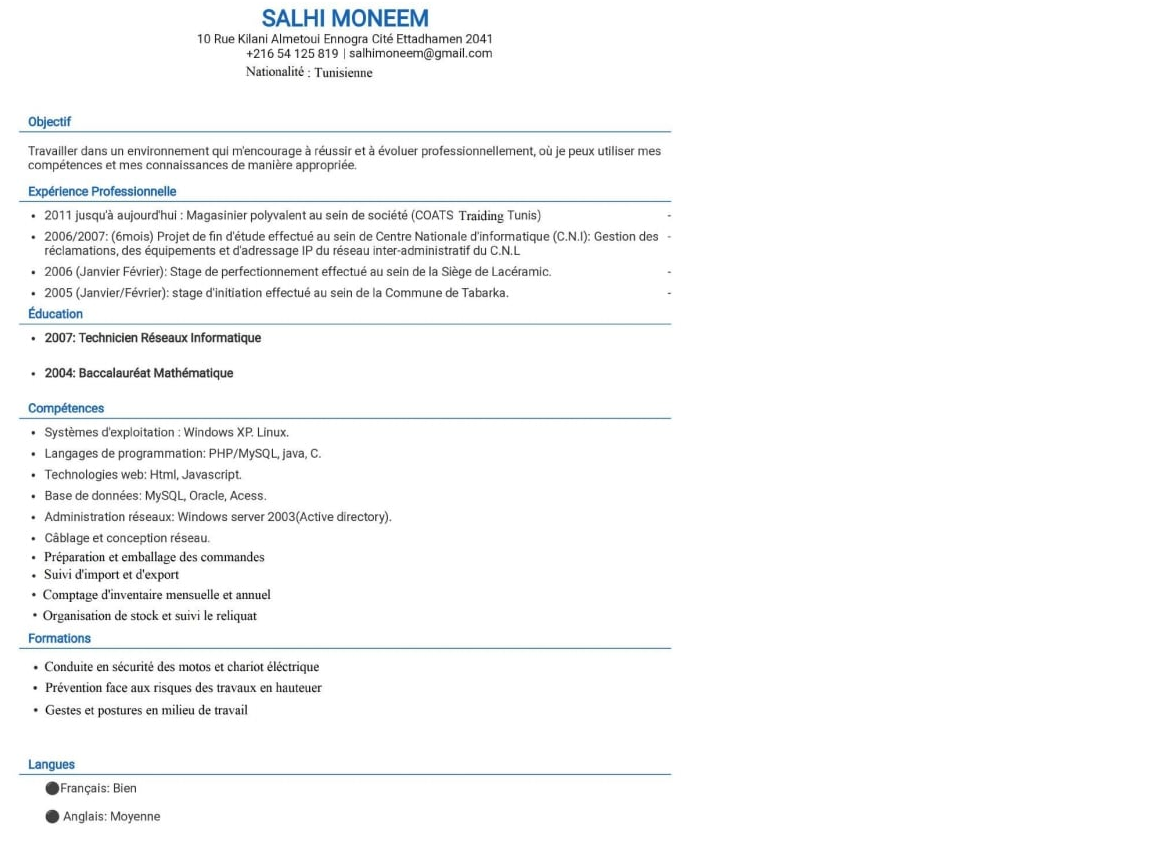 SALHI MONEEM
10 Rue Kilani Almetoui Ennogra Cité Ettadhamen 2041
+216 54 125 819 | salhimoneem@gmail.com
Nationalité : Tunisienne
Objectif
Travailler dans un environnement qui m'encourage à réussir et à évoluer professionnellement, où je peux utiliser mes
compétences et mes connaissances de manière appropriée.
Expérience Professionnelle
• 2011 jusqu'à aujourd'hui : Magasinier polyvalent au sein de société (COATS Traiding Tunis) -
• 2006/2007: (6mois) Projet de fin d'étude effectué au sein de Centre Nationale d'informatique (C.N.I): Gestion des -
réclamations, des équipements et d'adressage IP du réseau inter-administratif du C.N.L
• 2006 (Janvier Février): Stage de perfectionnement effectué au sein de la Siège de Lacéramic. -
• 2005 (Janvier/Février): stage d'initiation effectué au sein de la Commune de Tabarka. -
Éducation
• 2007: Technicien Réseaux Informatique
• 2004: Baccalauréat Mathématique
Compétences
• Systèmes d'exploitation : Windows XP. Linux.
• Langages de programmation: PHP/MySQL, java, C.
• Technologies web: Html, Javascript.
• Base de données: MySQL, Oracle, Acess.
• Administration réseaux: Windows server 2003(Active directory).
• Câblage et conception réseau.
• Préparation et emballage des commandes
• Suivi d'import et d'export
• Comptage d'inventaire mensuelle et annuel
• Organisation de stock et suivi le reliquat
Formations
• Conduite en sécurité des motos et chariot éléctrique
• Prévention face aux risques des travaux en hauteuer
• Gestes et postures en milieu de travail
Langues
● Français: Bien
● Anglais: Moyenne